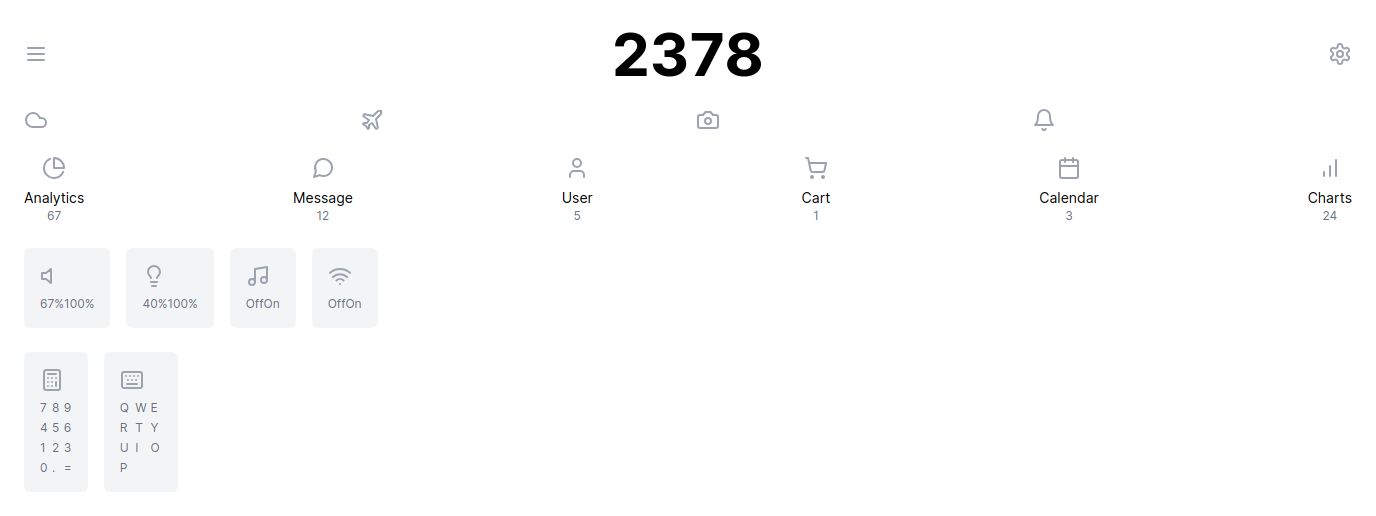 2378
Analytics Message User Cart Calendar Charts
67 12 5 1 3 24
67%100% 40%100% OffOn OffOn
7 8 9 Q W E
4 5 6 R T Y
1 2 3 U I O
0 . = P